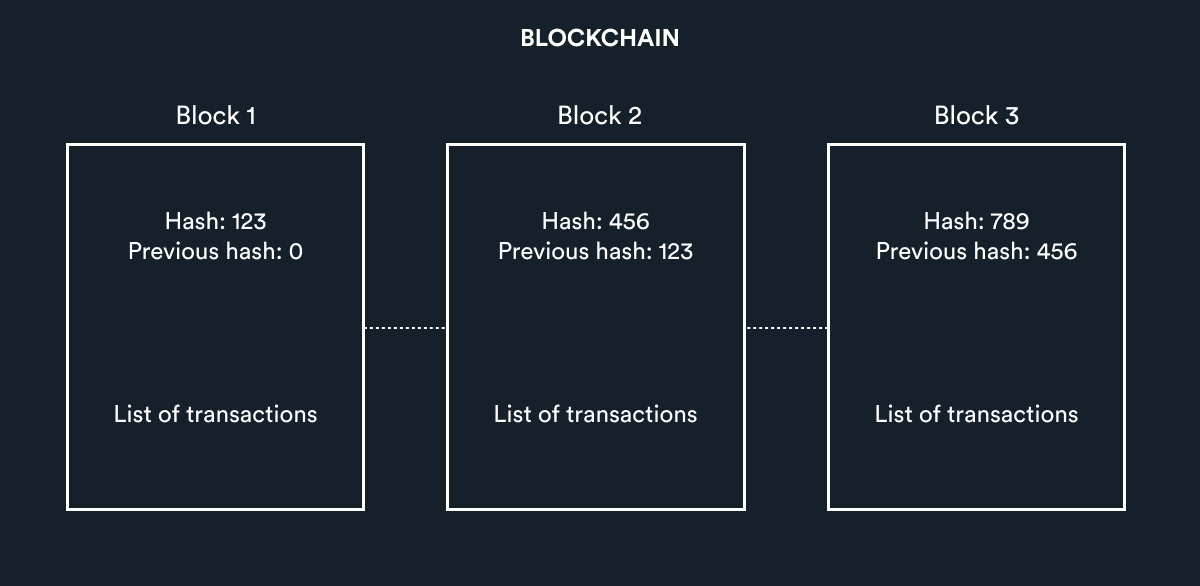 BLOCKCHAIN
Block 1
Hash: 123
Previous hash: 0
List of transactions
Block 2
Hash: 456
Previous hash: 123
List of transactions
Block 3
Hash: 789
Previous hash: 456
List of transactions